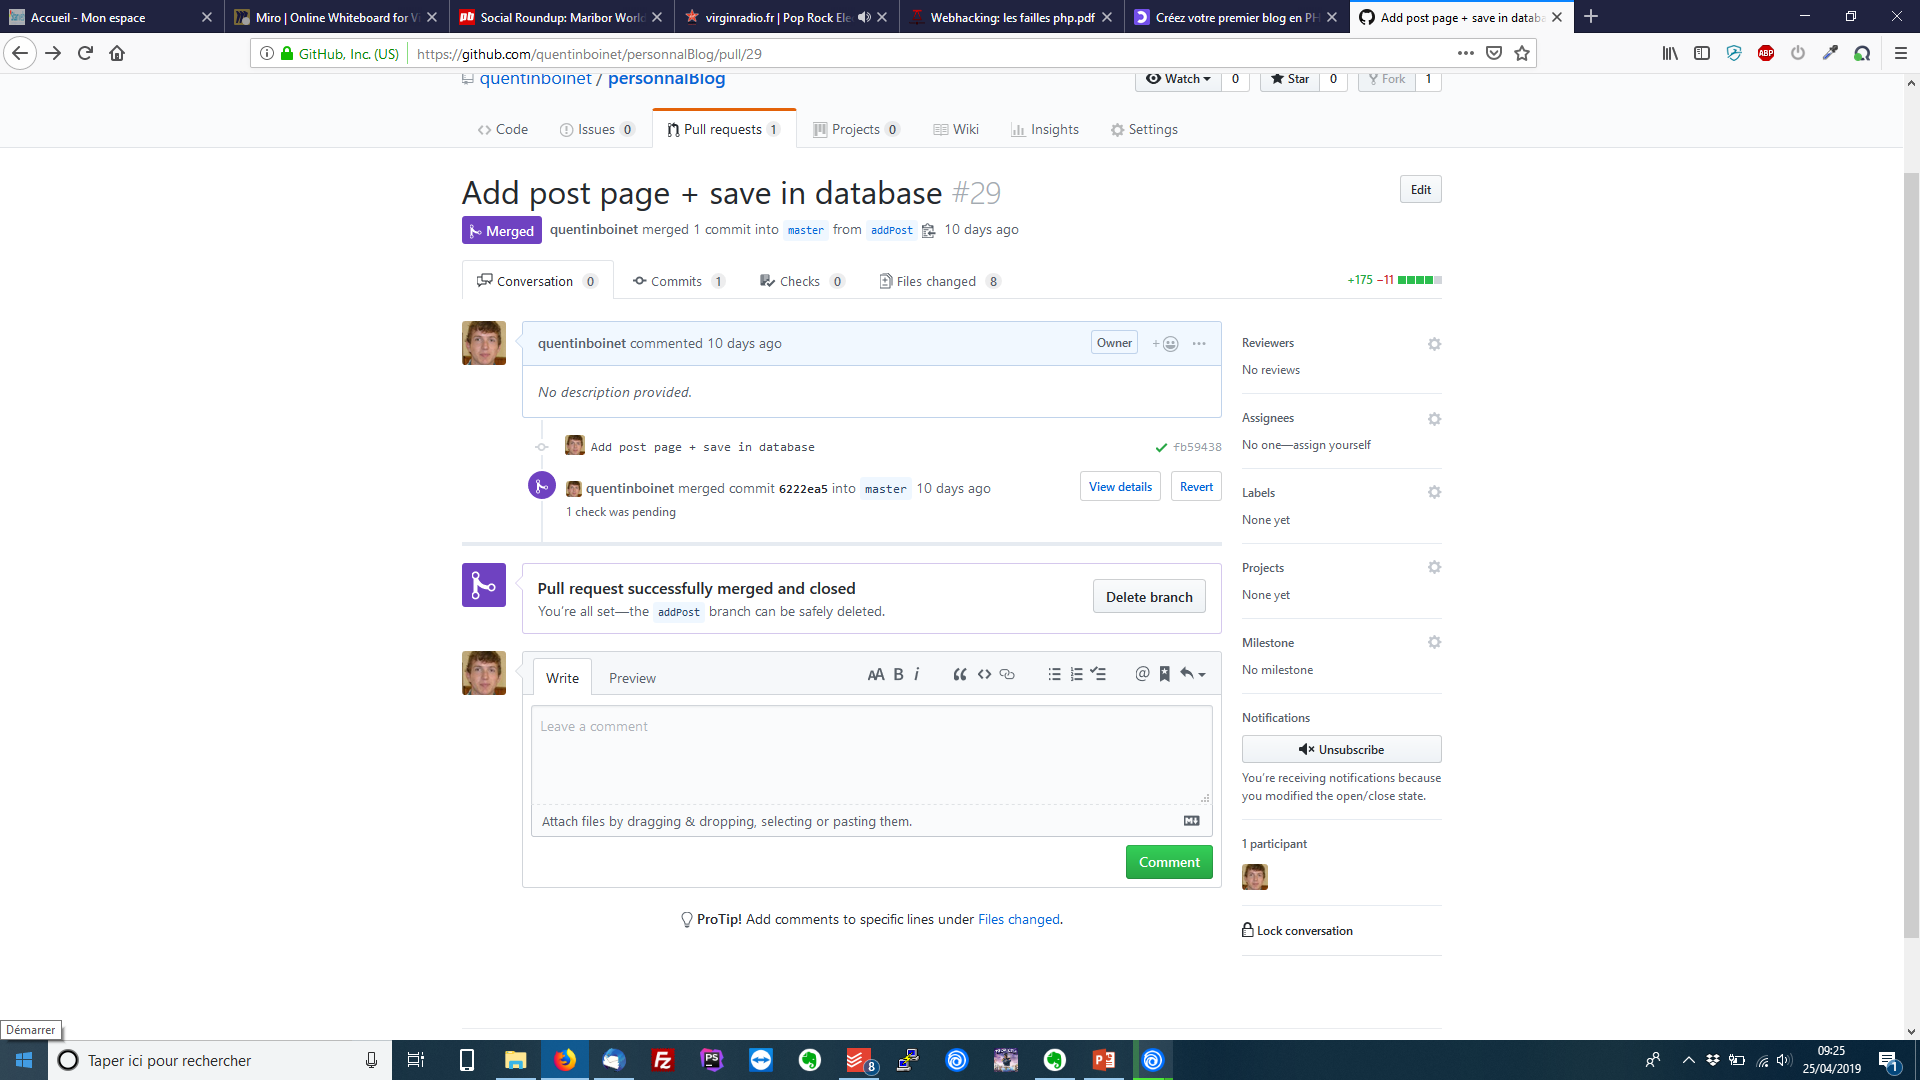 Accueil - Mon espace
Miro | Online Whiteboard for Vi
Social Roundup: Maribor World
virginradio.fr | Pop Rock Ele
Webhacking: les failles php.pdf
Créez votre premier blog en PH
Add post page + save in databa
GitHub, Inc. (US)
https://github.com/quentinboinet/personnalBlog/pull/29
ABP
quentinboinet / personnalBlog
Watch 0
Star 0
Fork 1
Code
Issues 0
Pull requests 1
Projects 0
Wiki
Insights
Settings
Add post page + save in database #29
Edit
Merged quentinboinet merged 1 commit into master from addPost 10 days ago
Conversation 0
Commits 1
Checks 0
Files changed 8
+175 −11
quentinboinet commented 10 days ago
Owner
No description provided.
Add post page + save in database
fb59438
quentinboinet merged commit 6222ea5 into master 10 days ago
View details
Revert
1 check was pending
Pull request successfully merged and closed
You're all set—the addPost branch can be safely deleted.
Delete branch
Write
Preview
AA B i
@
Leave a comment
Attach files by dragging & dropping, selecting or pasting them.
Comment
ProTip! Add comments to specific lines under Files changed.
Reviewers
No reviews
Assignees
No one—assign yourself
Labels
None yet
Projects
None yet
Milestone
No milestone
Notifications
Unsubscribe
You're receiving notifications because
you modified the open/close state.
1 participant
Lock conversation
Démarrer
Taper ici pour rechercher
8
09:25
25/04/2019
1